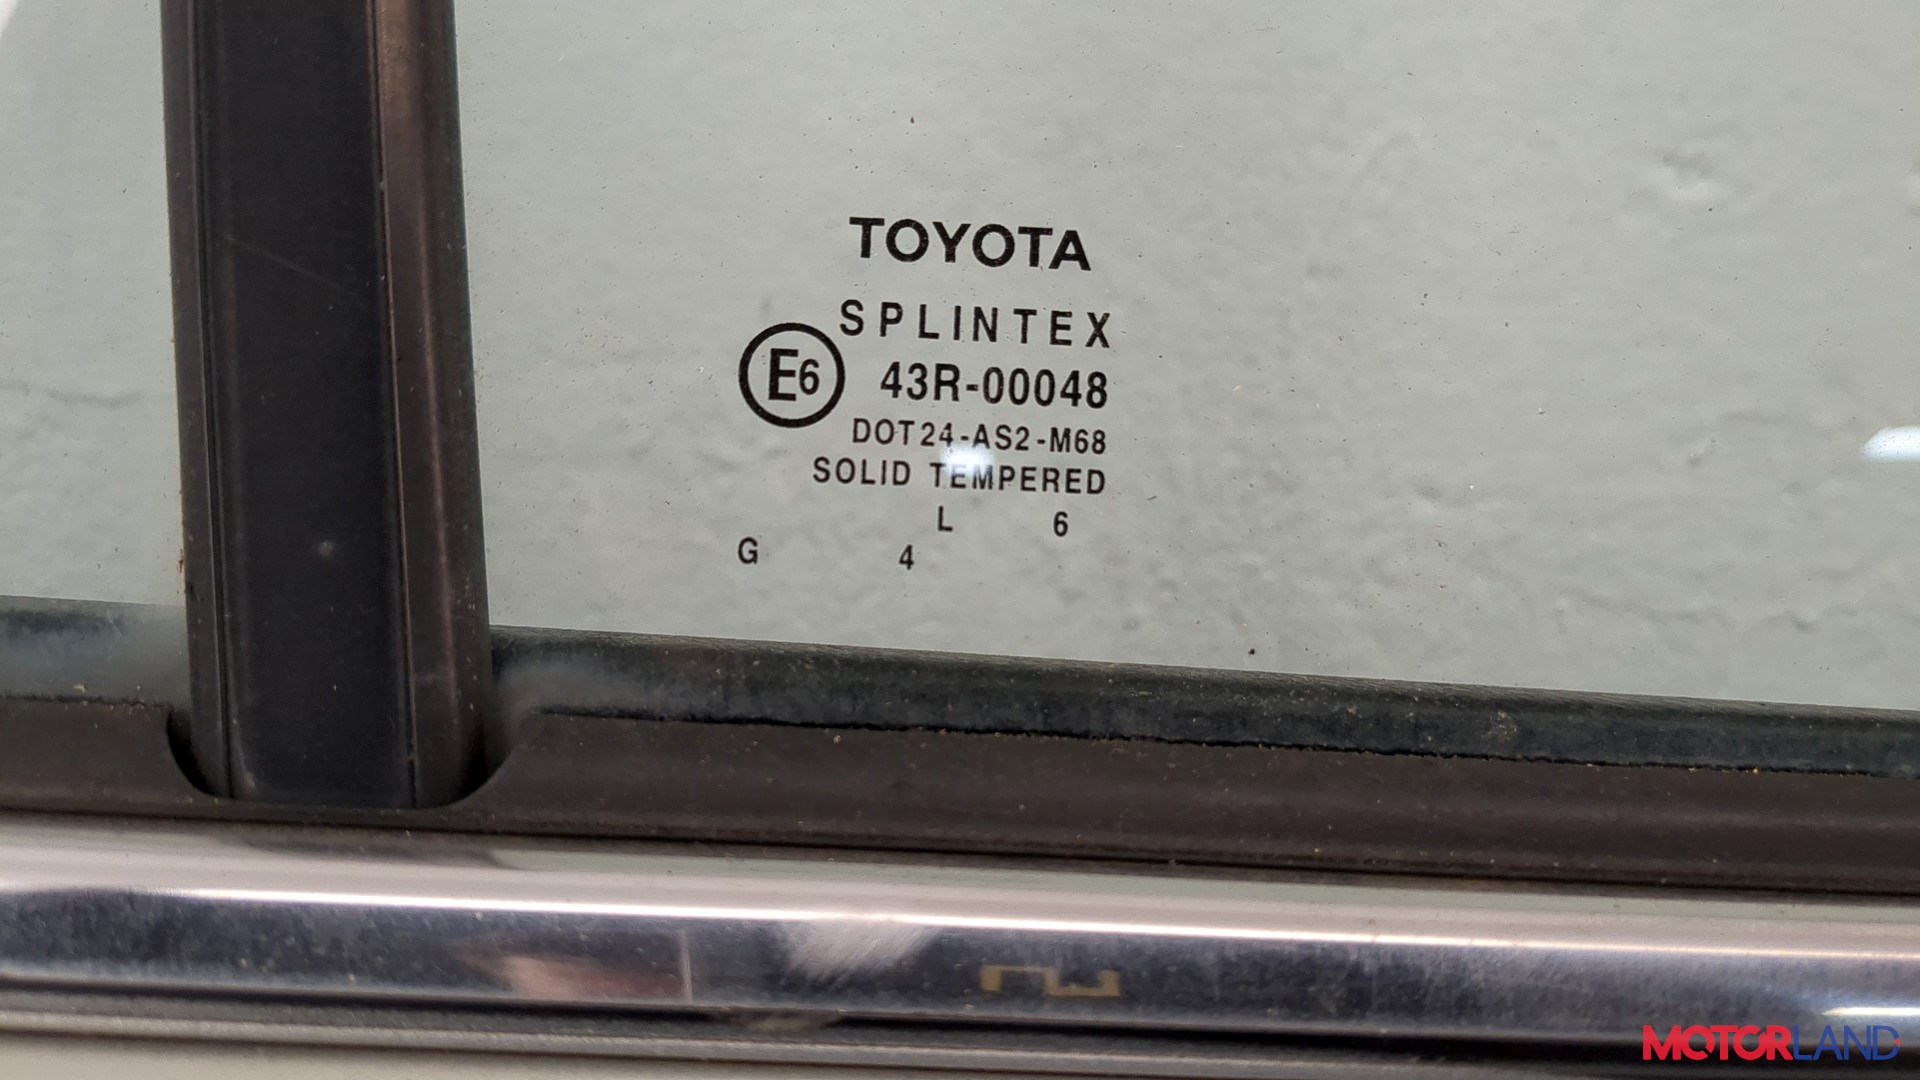 TOYOTA
SPLINTEX
E6 43R-00048
DOT24-AS2-M68
SOLID TEMPERED
L 6
G 4
MOTORLAND